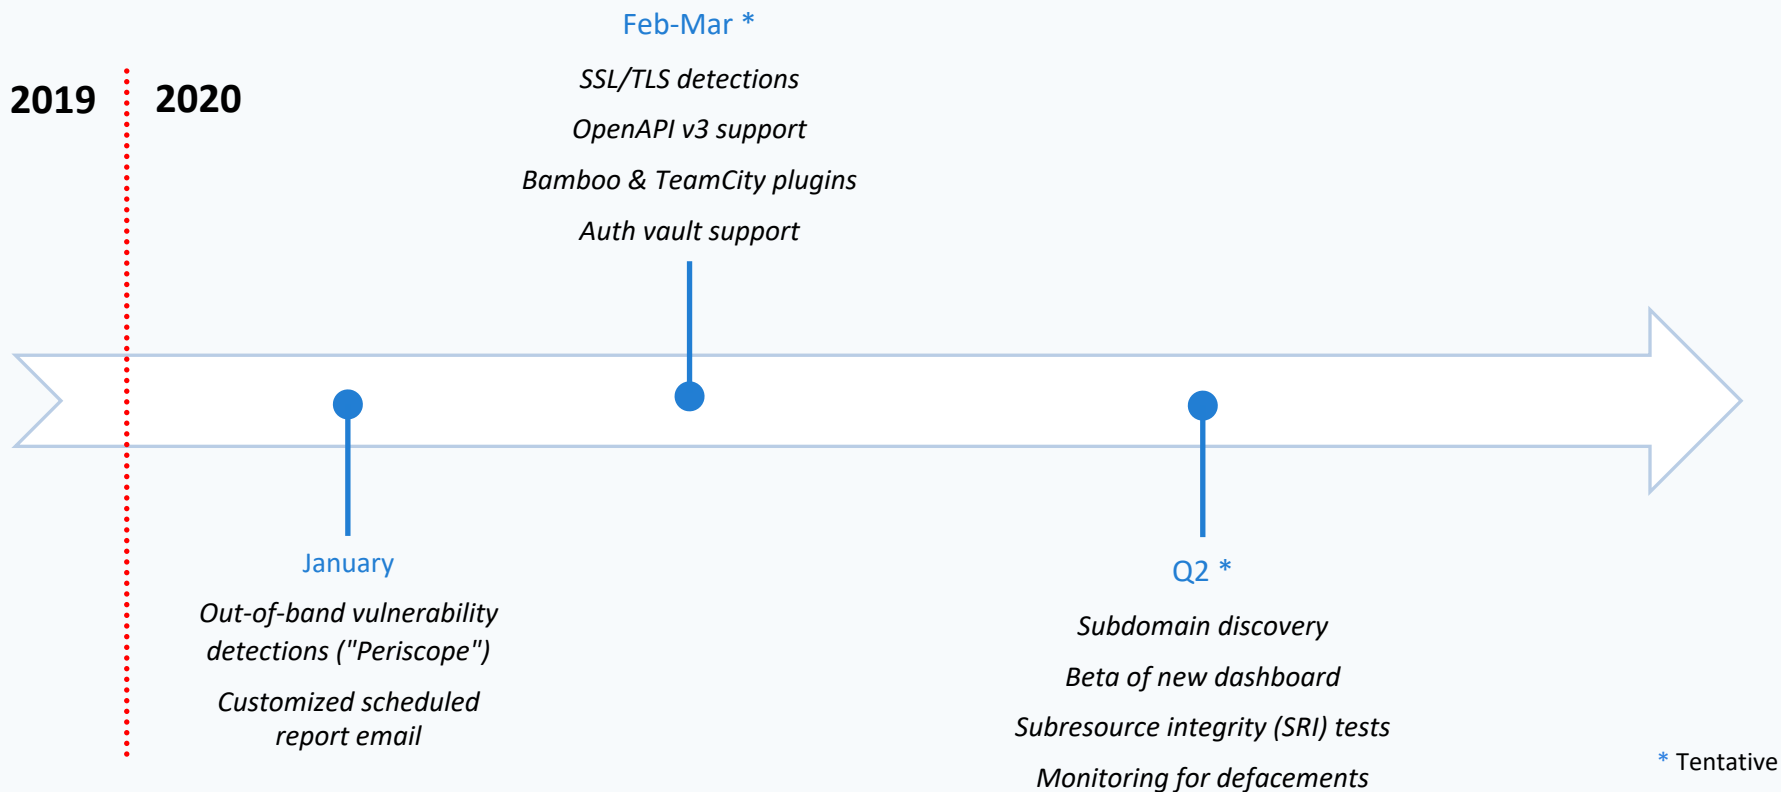 Feb-Mar *
SSL/TLS detections
OpenAPI v3 support
Bamboo & TeamCity plugins
Auth vault support
2019
2020
January
Out-of-band vulnerability
detections ("Periscope")
Customized scheduled
report email
Q2 *
Subdomain discovery
Beta of new dashboard
Subresource integrity (SRI) tests
Monitoring for defacements
* Tentative